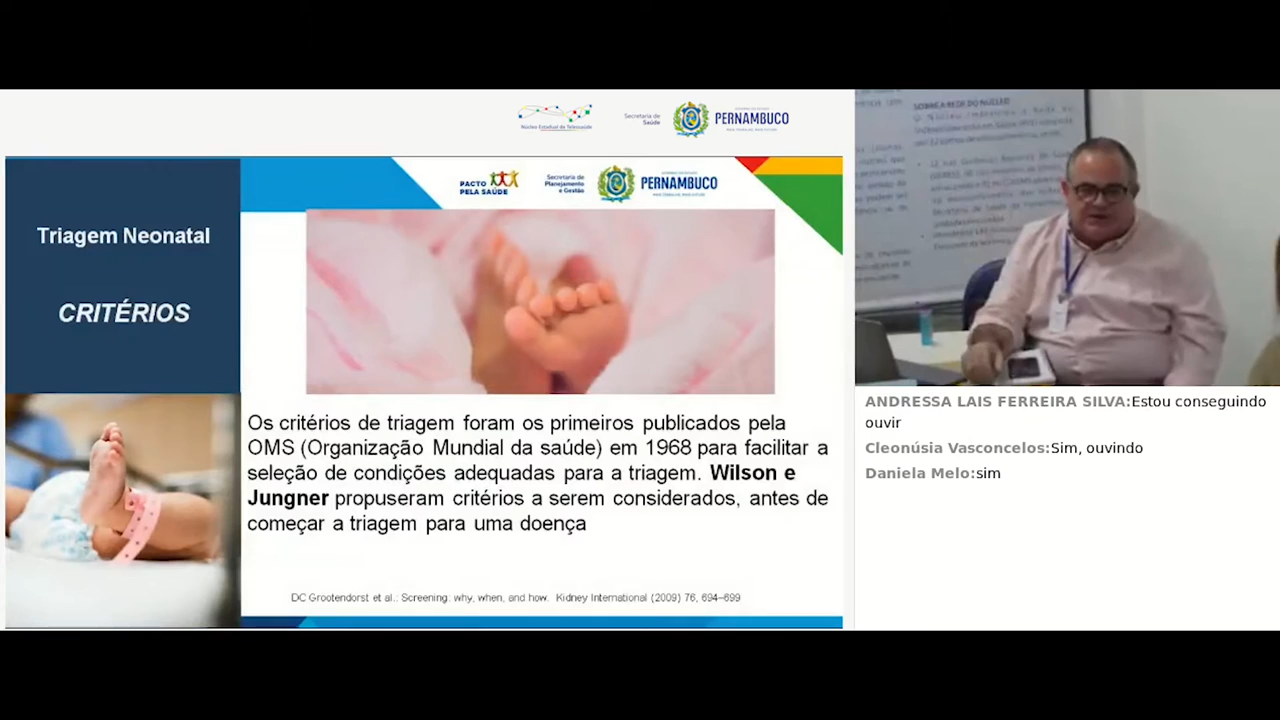 Núcleo Estadual de Telessaúde
Secretaria de
Saúde
PERNAMBUCO
Triagem Neonatal
CRITÉRIOS
PACTO
PELA SAÚDE
Secretaria de
Planejamento
e Gestão
PERNAMBUCO
Os critérios de triagem foram os primeiros publicados pela
OMS (Organização Mundial da saúde) em 1968 para facilitar a
seleção de condições adequadas para a triagem. Wilson e
Jungner propuseram critérios a serem considerados, antes de
começar a triagem para uma doença
DC Grootendorst et al.: Screening: why, when, and how. Kidney International (2009) 76, 694–699
SOBRE A REDE DO NÚCLEO
ANDRESSA LAIS FERREIRA SILVA:Estou conseguindo
ouvir
Cleonúsia Vasconcelos:Sim, ouvindo
Daniela Melo:sim